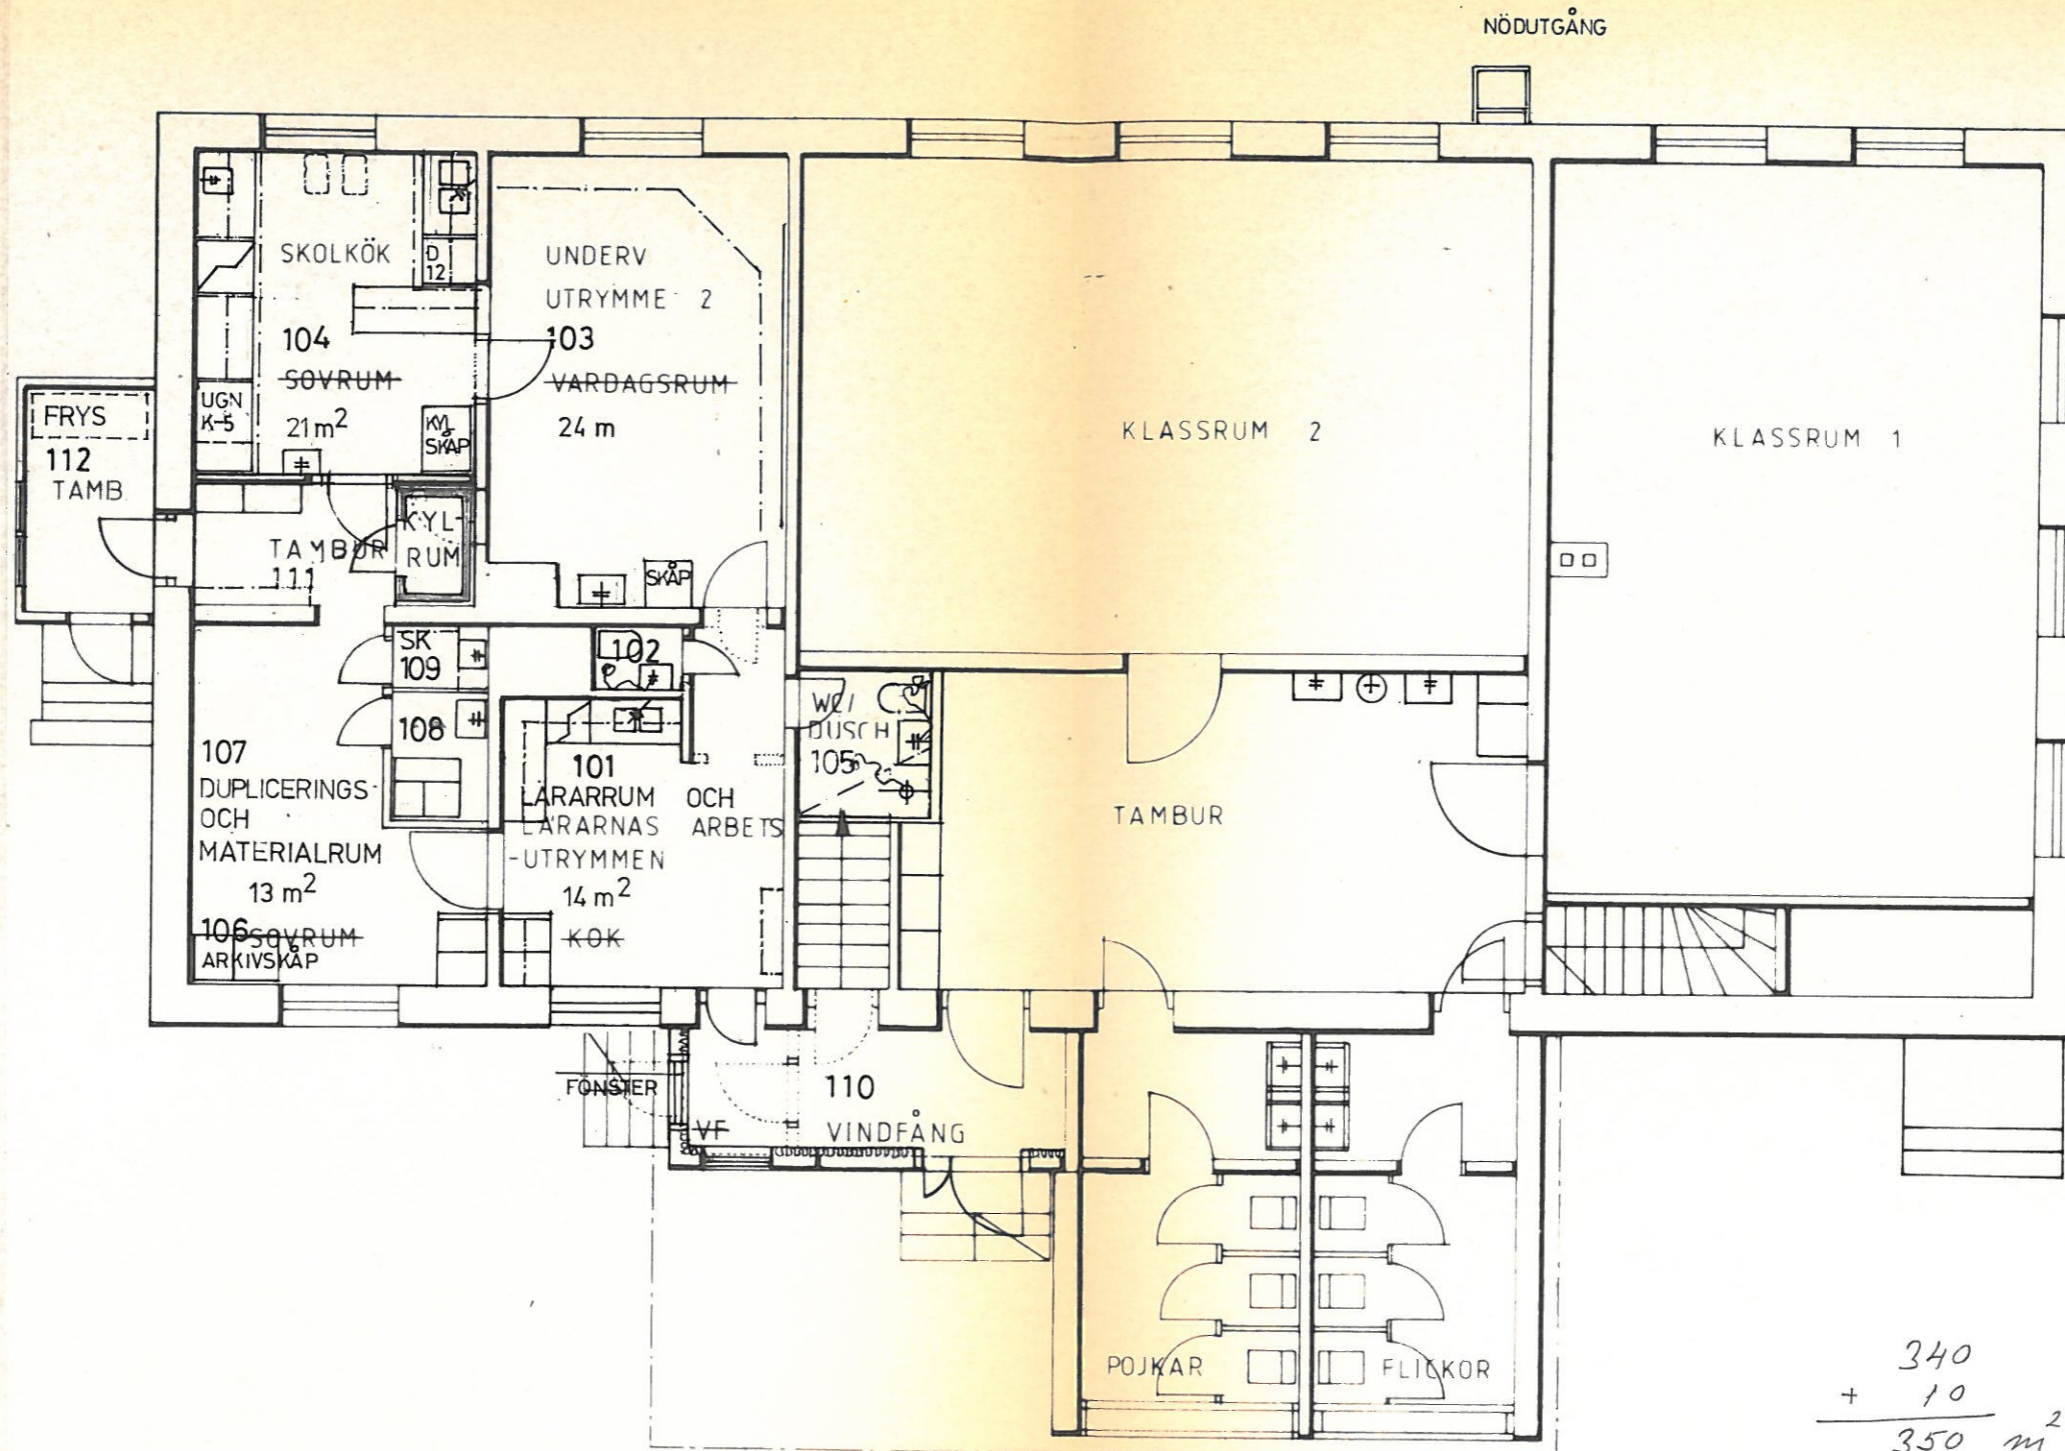 NÖDUTGÅNG
SKOLKÖK
D
12
104
SOVRUM
21 m²
UGN
K-5
KYL
SKÅP
UNDERV
UTRYMME 2
103
VARDAGSRUM
24 m
SKÅP
KLASSRUM 2
KLASSRUM 1
FRYS
112
TAMB
TAMBUR
111
KYL-
RUM
SK
109
102
108
WC/
DUSCH
105
107
DUPLICERINGS-
OCH
MATERIALRUM
13 m²
106 SOVRUM
ARKIVSKÅP
101
LÄRARRUM OCH
LÄRARNAS ARBETS
-UTRYMMEN
14 m²
KÖK
TAMBUR
FÖNSTER
VF
110
VINDFÅNG
POJKAR
FLICKOR
340
+ 10
350 m²